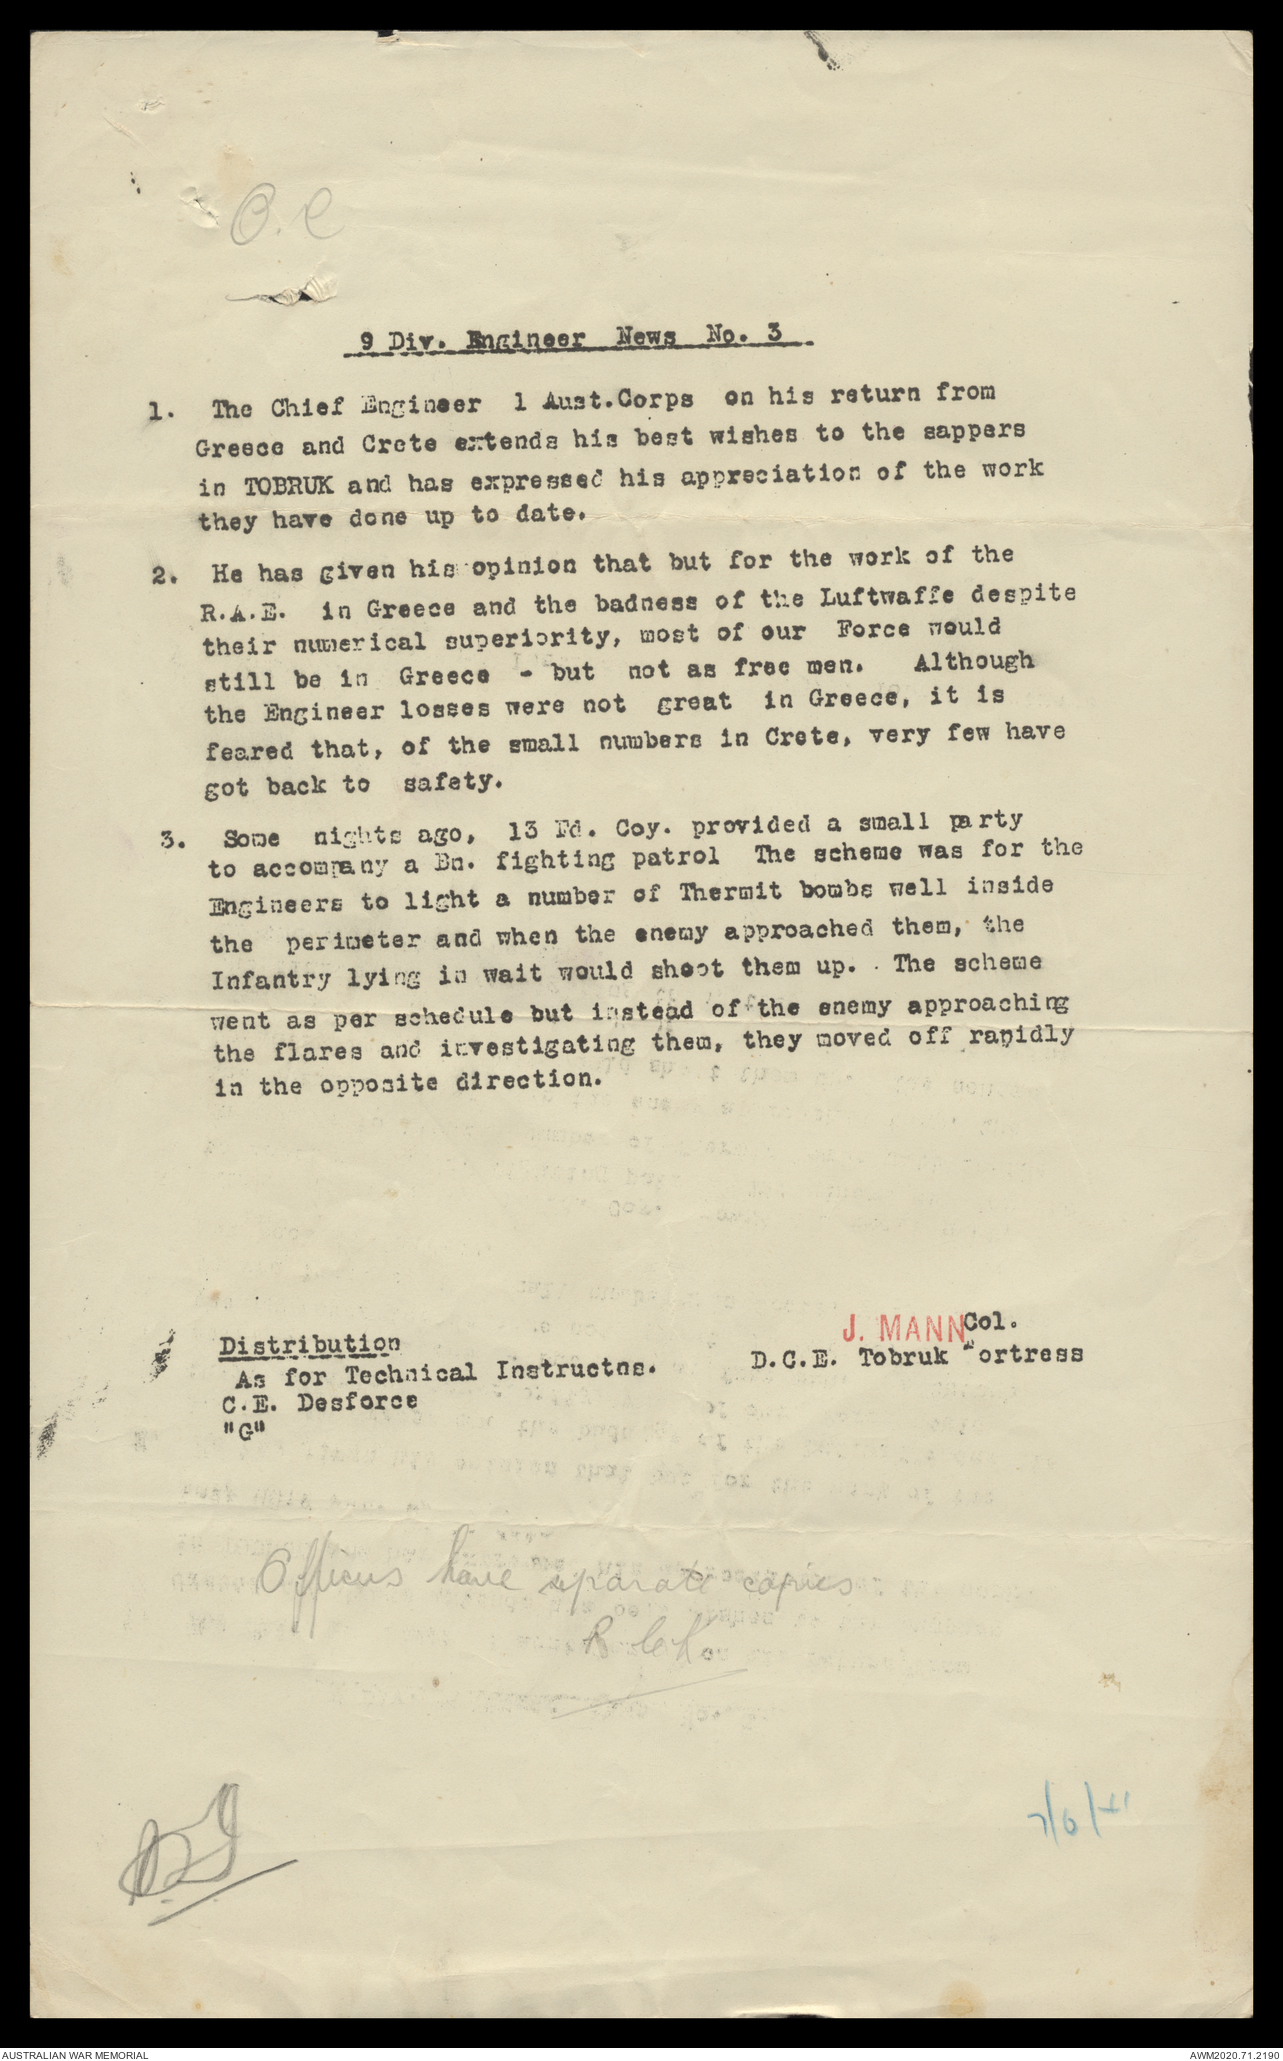 O.C
9 Div. Engineer News No. 3.
1. The Chief Engineer 1 Aust.Corps on his return from
Greece and Crete extends his best wishes to the sappers
in TOBRUK and has expressed his appreciation of the work
they have done up to date.
2. He has given his opinion that but for the work of the
R.A.E. in Greece and the badness of the Luftwaffe despite
their numerical superiority, most of our Force would
still be in Greece - but not as free men. Although
the Engineer losses were not great in Greece, it is
feared that, of the small numbers in Crete, very few have
got back to safety.
3. Some nights ago, 13 Fd. Coy. provided a small party
to accompany a Bn. fighting patrol The scheme was for the
Engineers to light a number of Thermit bombs well inside
the perimeter and when the enemy approached them, the
Infantry lying in wait would shoot them up. The scheme
went as per schedule but instead of the enemy approaching
the flares and investigating them, they moved off rapidly
in the opposite direction.
J. MANN Col.
D.C.E. Tobruk Fortress
Distribution
As for Technical Instructns.
C.E. Desforce
"G"
Officers have separate copies
7/6/41
AUSTRALIAN WAR MEMORIAL
AWM2020.71.2190